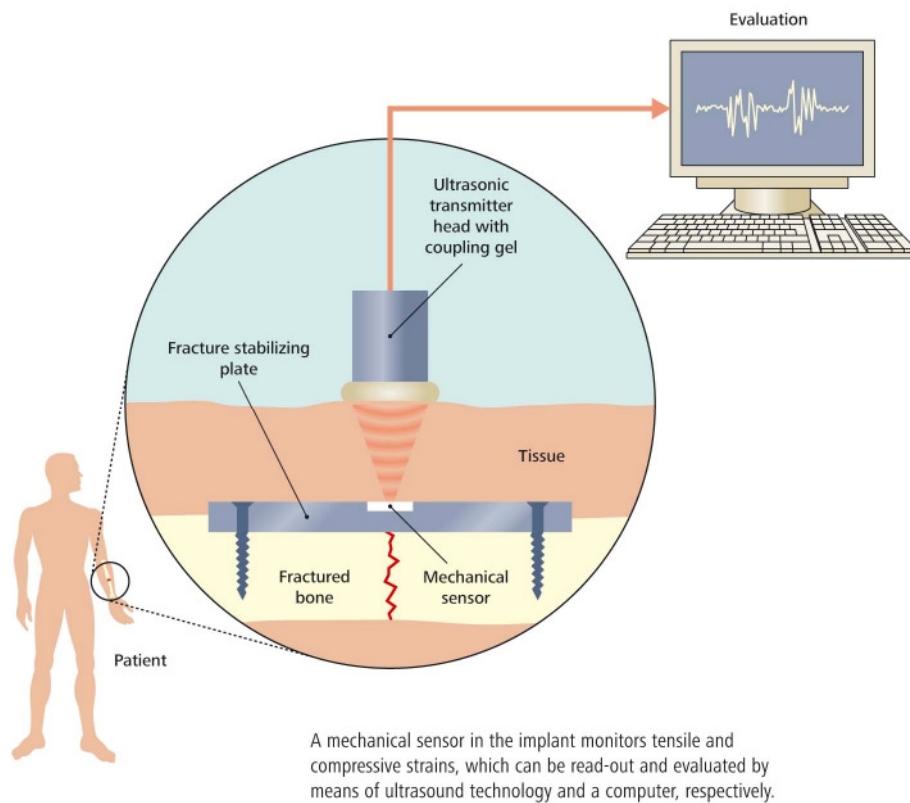 Evaluation
Ultrasonic
transmitter
head with
coupling gel
Fracture stabilizing
plate
Tissue
Fractured
bone
Mechanical
sensor
Patient
A mechanical sensor in the implant monitors tensile and
compressive strains, which can be read-out and evaluated by
means of ultrasound technology and a computer, respectively.